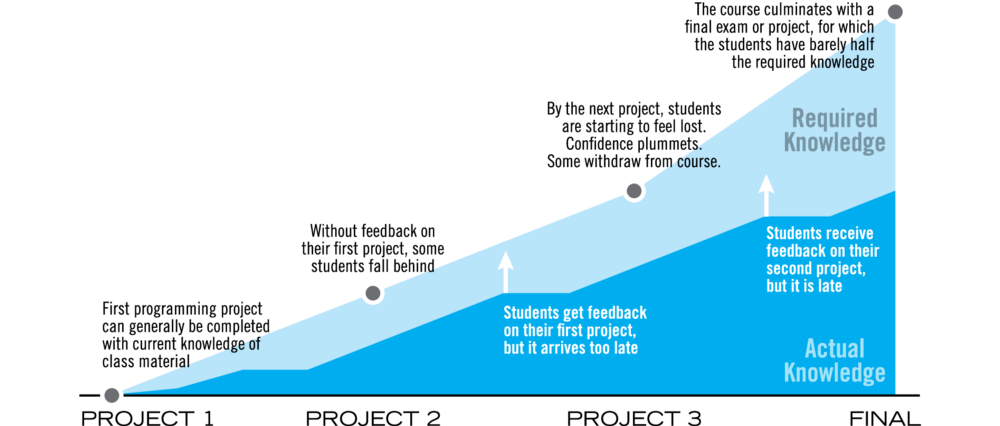 The course culminates with a
final exam or project, for which
the students have barely half
the required knowledge
By the next project, students
are starting to feel lost.
Confidence plummets.
Some withdraw from course.
Required
Knowledge
Without feedback on
their first project, some
students fall behind
Students receive
feedback on their
second project,
but it is late
First programming project
can generally be completed
with current knowledge of
class material
Students get feedback
on their first project,
but it arrives too late
Actual
Knowledge
PROJECT 1
PROJECT 2
PROJECT 3
FINAL